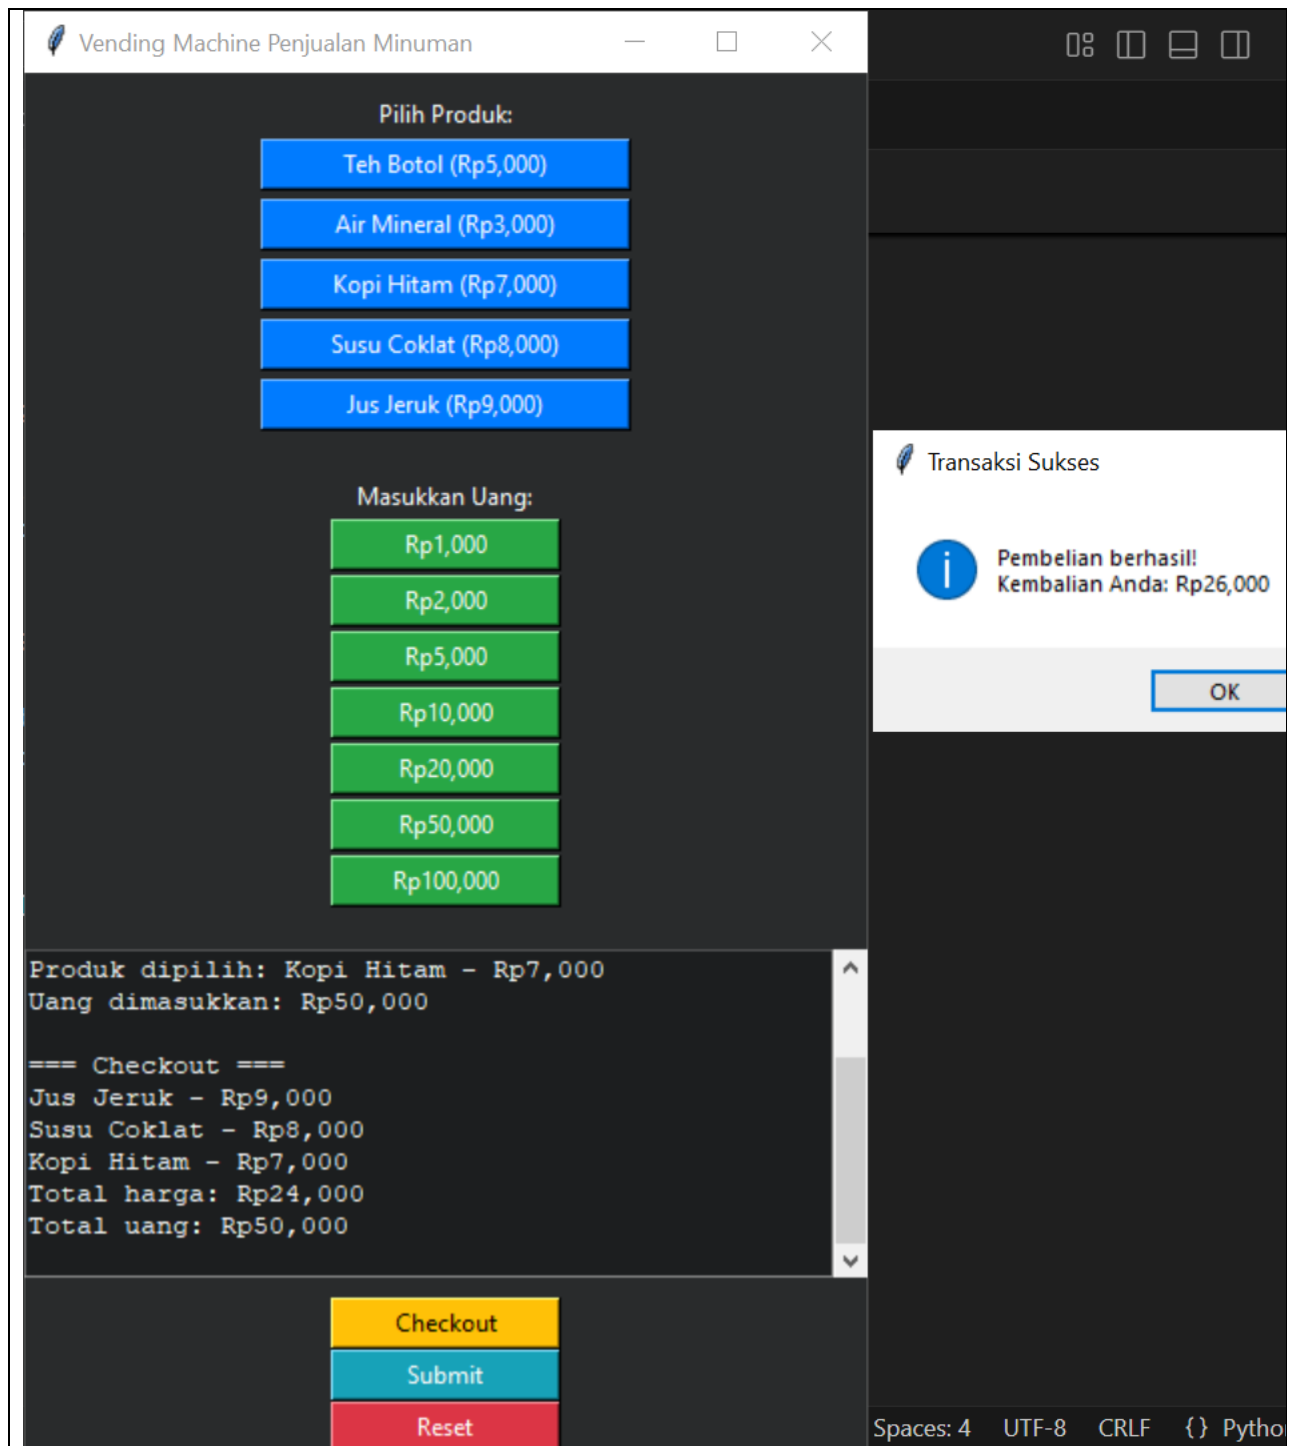 Vending Machine Penjualan Minuman
Pilih Produk:
Teh Botol (Rp5,000)
Air Mineral (Rp3,000)
Kopi Hitam (Rp7,000)
Susu Coklat (Rp8,000)
Jus Jeruk (Rp9,000)
Masukkan Uang:
Rp1,000
Rp2,000
Rp5,000
Rp10,000
Rp20,000
Rp50,000
Rp100,000
Produk dipilih: Kopi Hitam - Rp7,000
Uang dimasukkan: Rp50,000
=== Checkout ===
Jus Jeruk - Rp9,000
Susu Coklat - Rp8,000
Kopi Hitam - Rp7,000
Total harga: Rp24,000
Total uang: Rp50,000
Checkout
Submit
Reset
Transaksi Sukses
Pembelian berhasil!
Kembalian Anda: Rp26,000
OK
Spaces: 4 UTF-8 CRLF {} Pytho